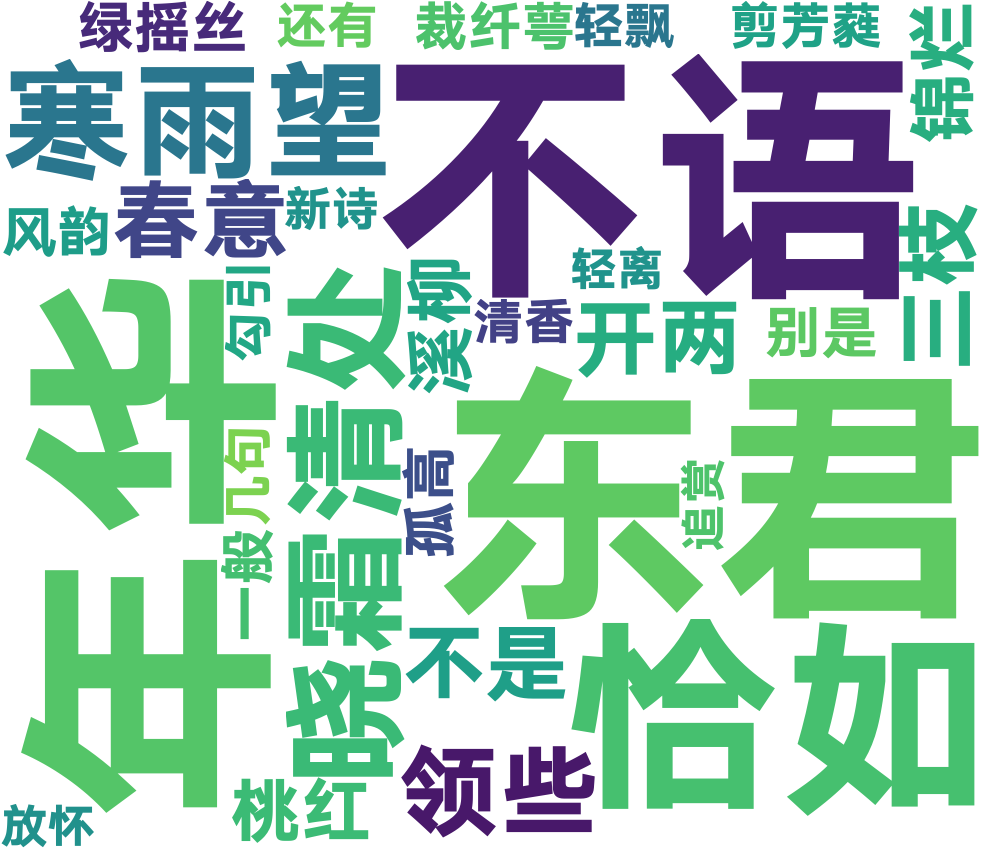 绿摇丝
还有
裁纤萼
轻飘
剪芳蕤
锦烂
寒雨望
不语
春意
新诗
风韵
三枝
轻离
勾引
处
溪柳
清香
开两
别是
年华
东君
晓霜清
孤高
几句
一般
追赏
不是
恰如
桃红
领些
放怀